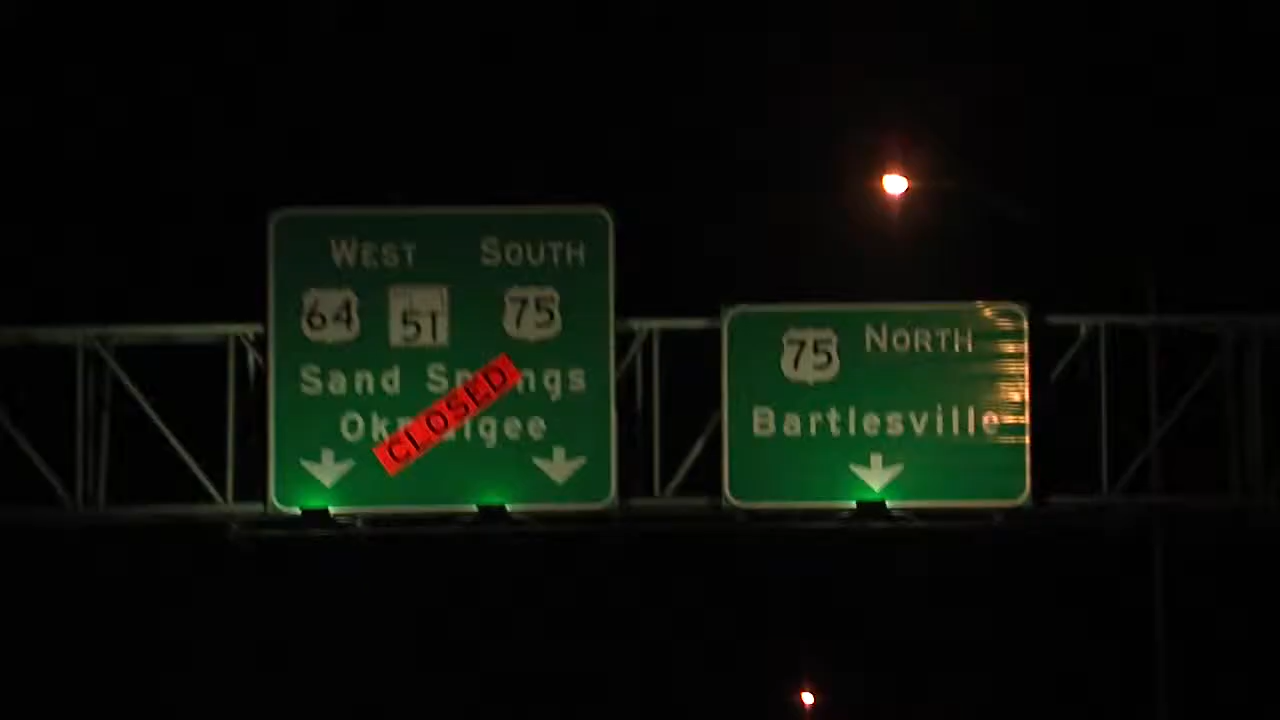 WEST SOUTH
64 51 75
Sand Springs
Okmulgee
CLOSED
75 NORTH
Bartlesville